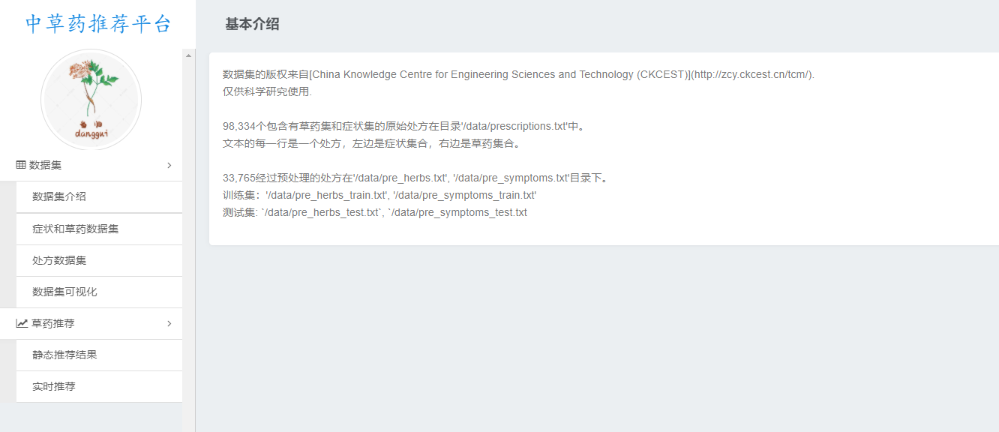 中草药推荐平台
当归
danggui
数据集
数据集介绍
症状和草药数据集
处方数据集
数据集可视化
草药推荐
静态推荐结果
实时推荐
基本介绍
数据集的版权来自[China Knowledge Centre for Engineering Sciences and Technology (CKCEST)](http://zcy.ckcest.cn/tcm/).
仅供科学研究使用.
98,334个包含有草药集和症状集的原始处方在目录'/data/prescriptions.txt'中。
文本的每一行是一个处方，左边是症状集合，右边是草药集合。
33,765经过预处理的处方在'/data/pre_herbs.txt', '/data/pre_symptoms.txt'目录下。
训练集：'/data/pre_herbs_train.txt', '/data/pre_symptoms_train.txt'
测试集: `/data/pre_herbs_test.txt`, `/data/pre_symptoms_test.txt